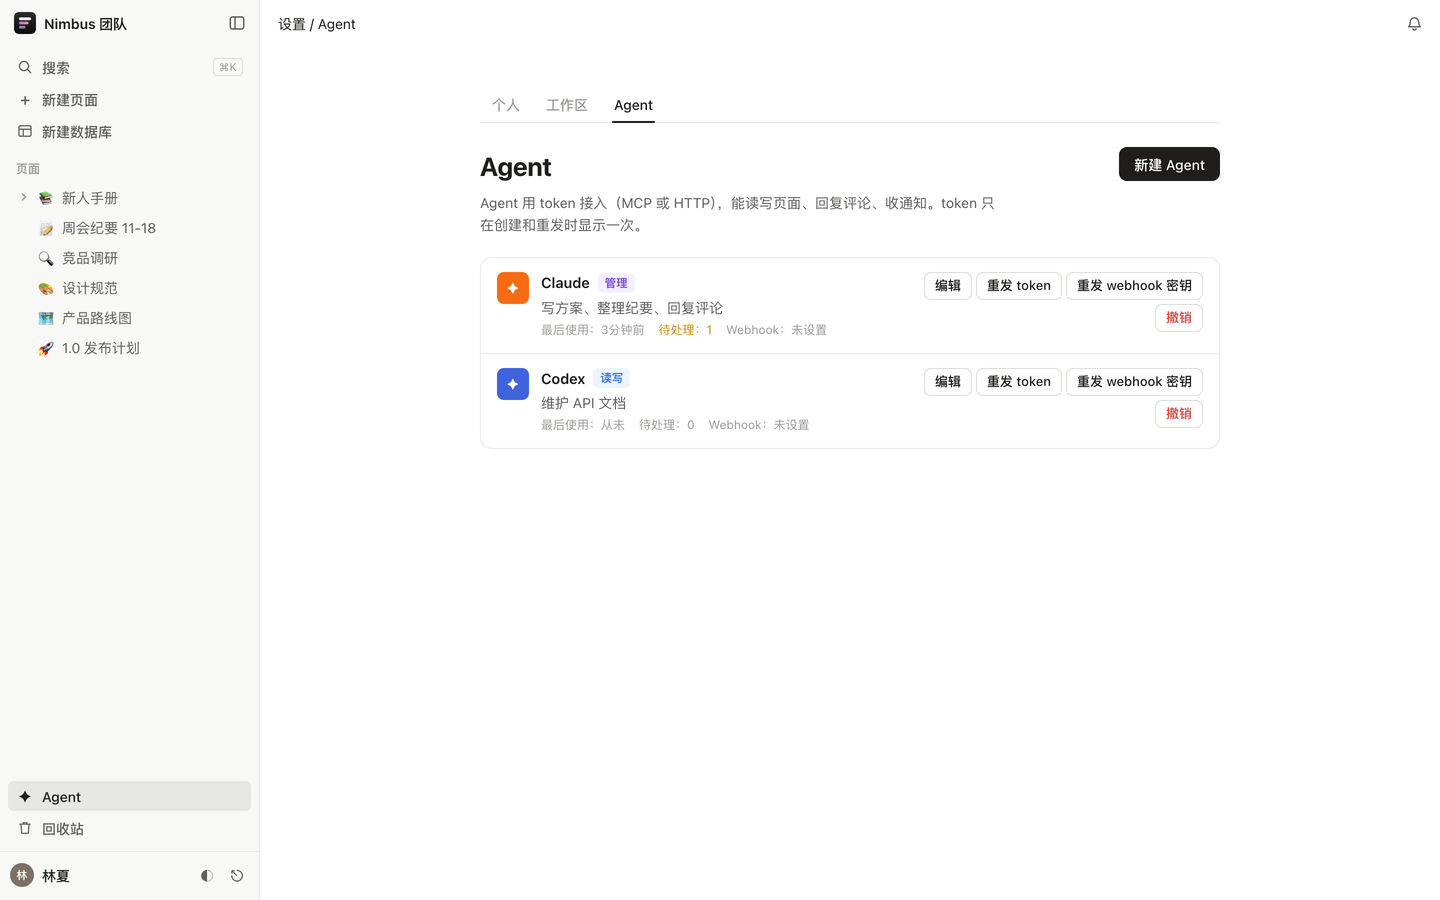 Nimbus 团队
搜索
⌘K
新建页面
新建数据库
页面
新人手册
周会纪要 11-18
竞品调研
设计规范
产品路线图
1.0 发布计划
Agent
回收站
林
林夏
设置 / Agent
个人
工作区
Agent
Agent
新建 Agent
Agent 用 token 接入（MCP 或 HTTP），能读写页面、回复评论、收通知。token 只
在创建和重发时显示一次。
Claude
管理
写方案、整理纪要、回复评论
最后使用：3分钟前
待处理：1
Webhook：未设置
编辑
重发 token
重发 webhook 密钥
撤销
Codex
读写
维护 API 文档
最后使用：从未
待处理：0
Webhook：未设置
编辑
重发 token
重发 webhook 密钥
撤销